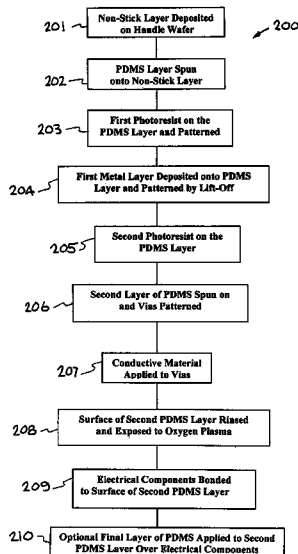 200
201
Non-Stick Layer Deposited
on Handle Wafer
202
PDMS Layer Spun
onto Non-Stick Layer
203
First Photoresist on the
PDMS Layer and Patterned
204
First Metal Layer Deposited onto PDMS
Layer and Patterned by Lift-Off
205
Second Photoresist on the
PDMS Layer
206
Second Layer of PDMS Spun on
and Vias Patterned
207
Conductive Material
Applied to Vias
208
Surface of Second PDMS Layer Rinsed
and Exposed to Oxygen Plasma
209
Electrical Components Bonded
to Surface of Second PDMS Layer
210
Optional Final Layer of PDMS Applied to Second
PDMS Layer Over Electrical Components